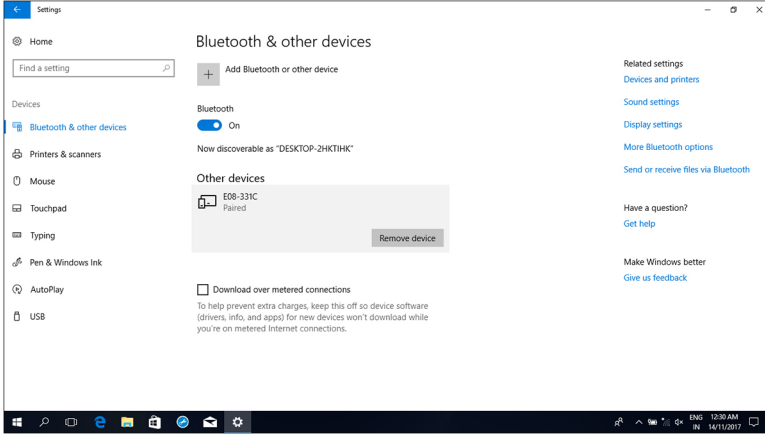 Settings
Home
Find a setting
Devices
Bluetooth & other devices
Printers & scanners
Mouse
Touchpad
Typing
Pen & Windows Ink
AutoPlay
USB
Bluetooth & other devices
Add Bluetooth or other device
Bluetooth
On
Now discoverable as "DESKTOP-2HKTIHK"
Other devices
E08-331C
Paired
Remove device
Download over metered connections
To help prevent extra charges, keep this off so device software
(drivers, info, and apps) for new devices won't download while
you're on metered Internet connections.
Related settings
Devices and printers
Sound settings
Display settings
More Bluetooth options
Send or receive files via Bluetooth
Have a question?
Get help
Make Windows better
Give us feedback
ENG 12:30 AM
IN 14/11/2017